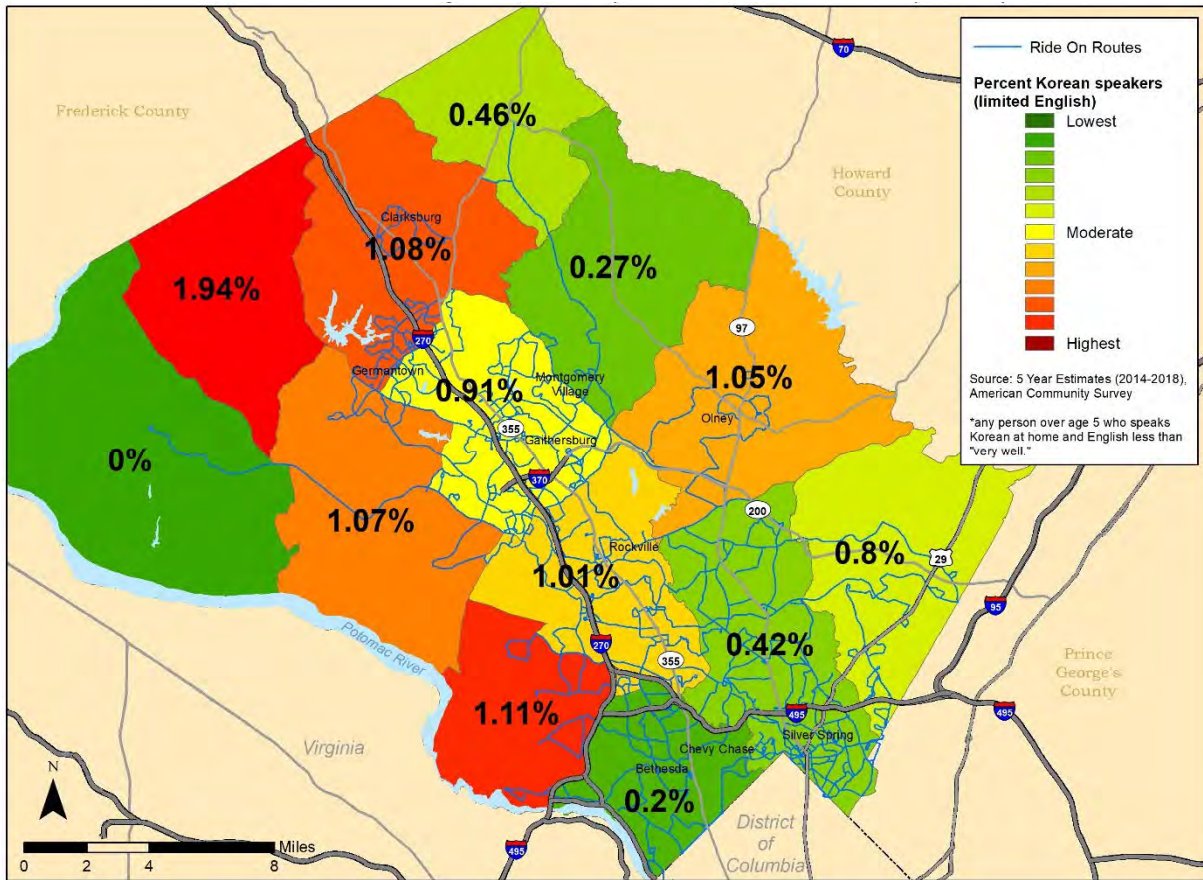 Frederick County
0.46%
70
Howard
County
Clarksburg
1.08%
0.27%
1.94%
97
270
Germantown
0.91%
Montgomery
Village
1.05%
Olney
355
Gaithersburg
0%
370
1.07%
200
Rockville
0.8%
29
1.01%
95
Potomac River
270
355
0.42%
Prince
George's
County
1.11%
495
495
Virginia
Chevy Chase
Silver Spring
Bethesda
0.2%
District
of
Columbia
495
N
Miles
0 2 4 8
Ride On Routes
Percent Korean speakers
(limited English)
Lowest
Moderate
Highest
Source: 5 Year Estimates (2014-2018),
American Community Survey
*any person over age 5 who speaks
Korean at home and English less than
"very well."